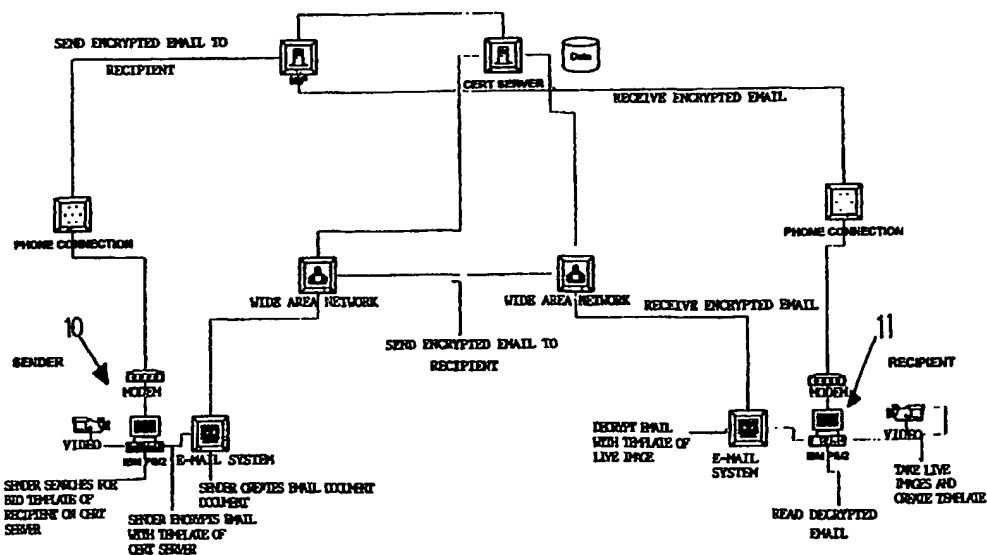 SEND ENCRYPTED EMAIL TO
RECIPIENT
Data
CERT SERVER
RECEIVE ENCRYPTED EMAIL
PHONE CONNECTION
PHONE CONNECTION
WIDE AREA NETWORK
WIDE AREA NETWORK
RECEIVE ENCRYPTED EMAIL
SEND ENCRYPTED EMAIL TO
RECIPIENT
10
SENDER
MODEM
VIDEO
E-MAIL SYSTEM
SENDER SEARCHES FOR
BIO TEMPLATE OF
RECIPIENT ON CERT
SERVER
SENDER CREATES EMAIL DOCUMENT
DOCUMENT
SENDER ENCRYPTS EMAIL
WITH TEMPLATE OF
CERT SERVER
11
RECIPIENT
MODEM
VIDEO
DECRYPT EMAIL
WITH TEMPLATE OF
LIVE IMAGE
E-MAIL
SYSTEM
TAKE LIVE
IMAGES AND
CREATE TEMPLATE
READ DECRYPTED
EMAIL